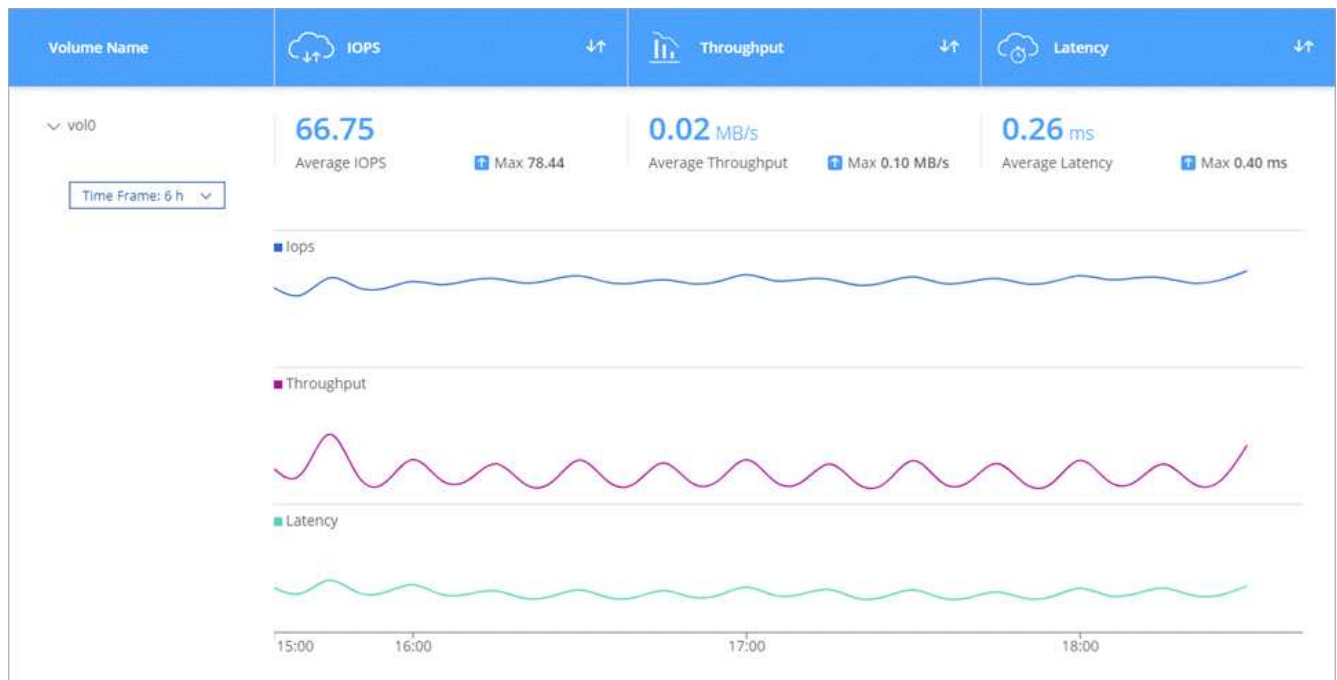 Volume Name IOPS Throughput Latency
vol0 66.75 0.02 MB/s 0.26 ms
Average IOPS Max 78.44 Average Throughput Max 0.10 MB/s Average Latency Max 0.40 ms
Time Frame: 6 h
Iops
Throughput
Latency
15:00 16:00 17:00 18:00